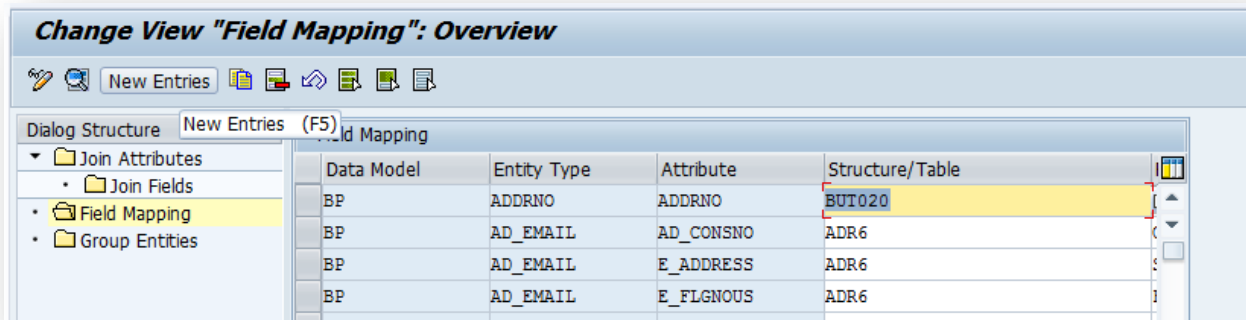 Change View "Field Mapping": Overview
New Entries
New Entries (F5)
Dialog Structure
Join Attributes
Join Fields
Field Mapping
Group Entities
Field Mapping
Data Model Entity Type Attribute Structure/Table
BP ADDRNO ADDRNO BUT020
BP AD_EMAIL AD_CONSNO ADR6
BP AD_EMAIL E_ADDRESS ADR6
BP AD_EMAIL E_FLGNOUS ADR6